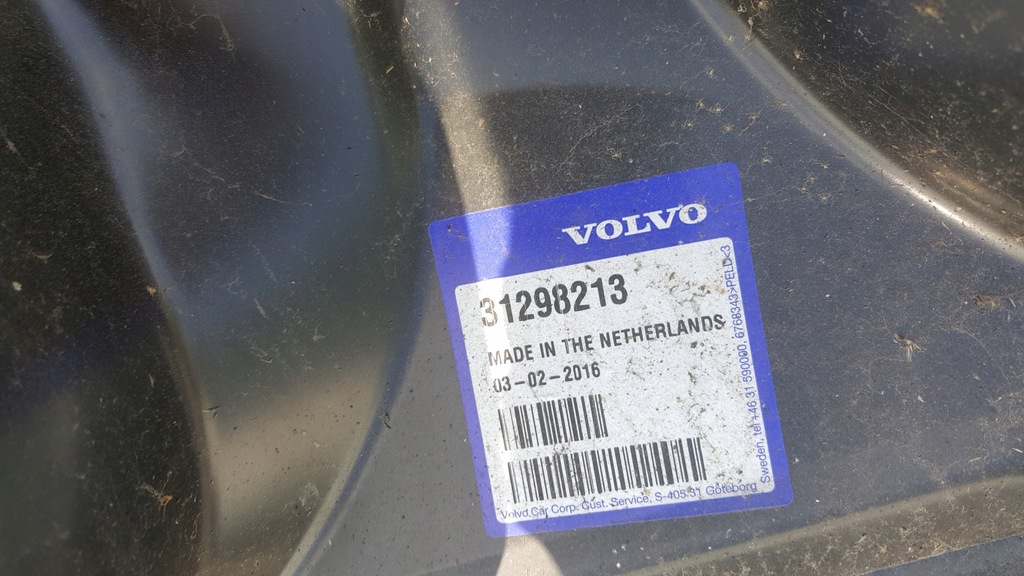 VOLVO
31298213
MADE IN THE NETHERLANDS
03-02-2016
Volvo Car Corp. Cust. Service. S-405 31 Göteborg
Sweden, tel +46 31 590000, 6768343>PELD<3